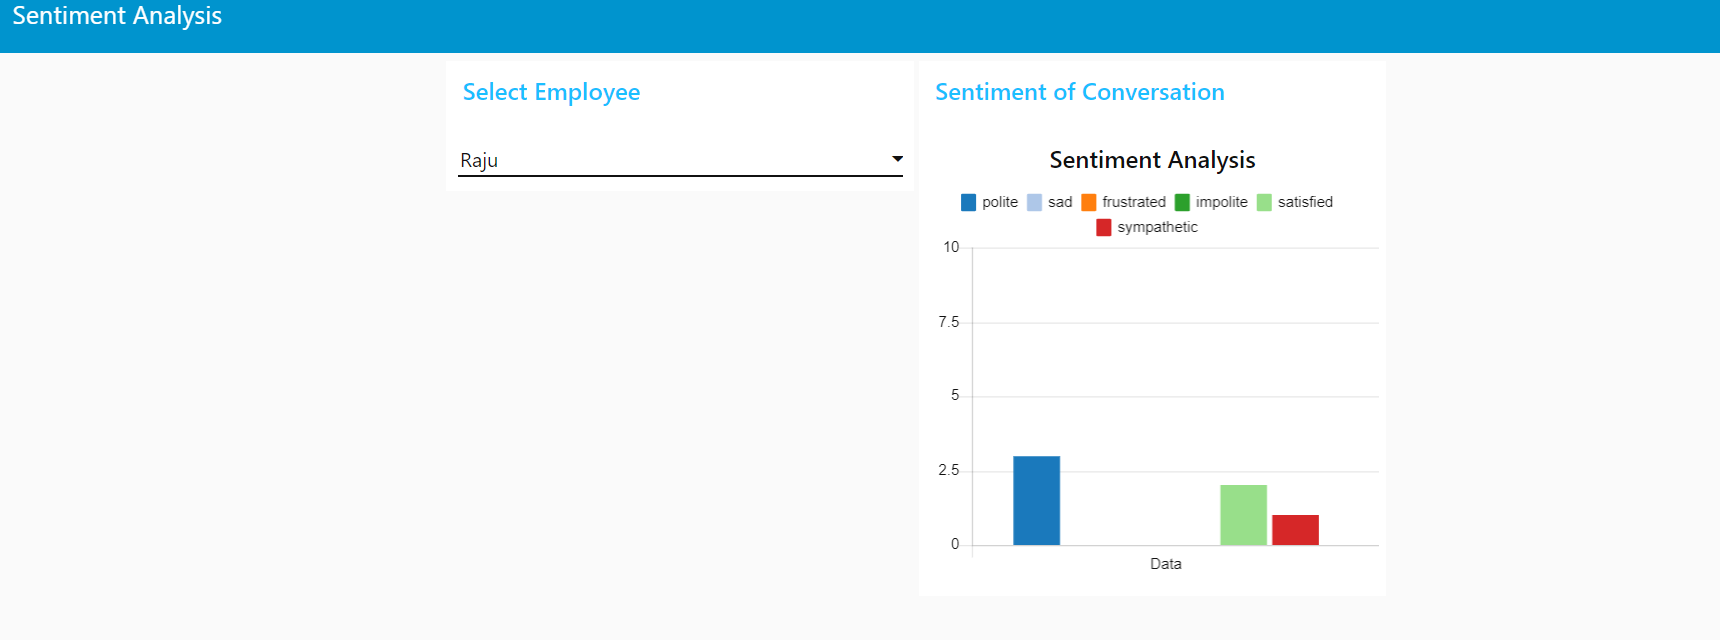 Sentiment Analysis
Select Employee
Raju
Sentiment of Conversation
Sentiment Analysis
polite sad frustrated impolite satisfied
sympathetic
10
7.5
5
2.5
0
Data